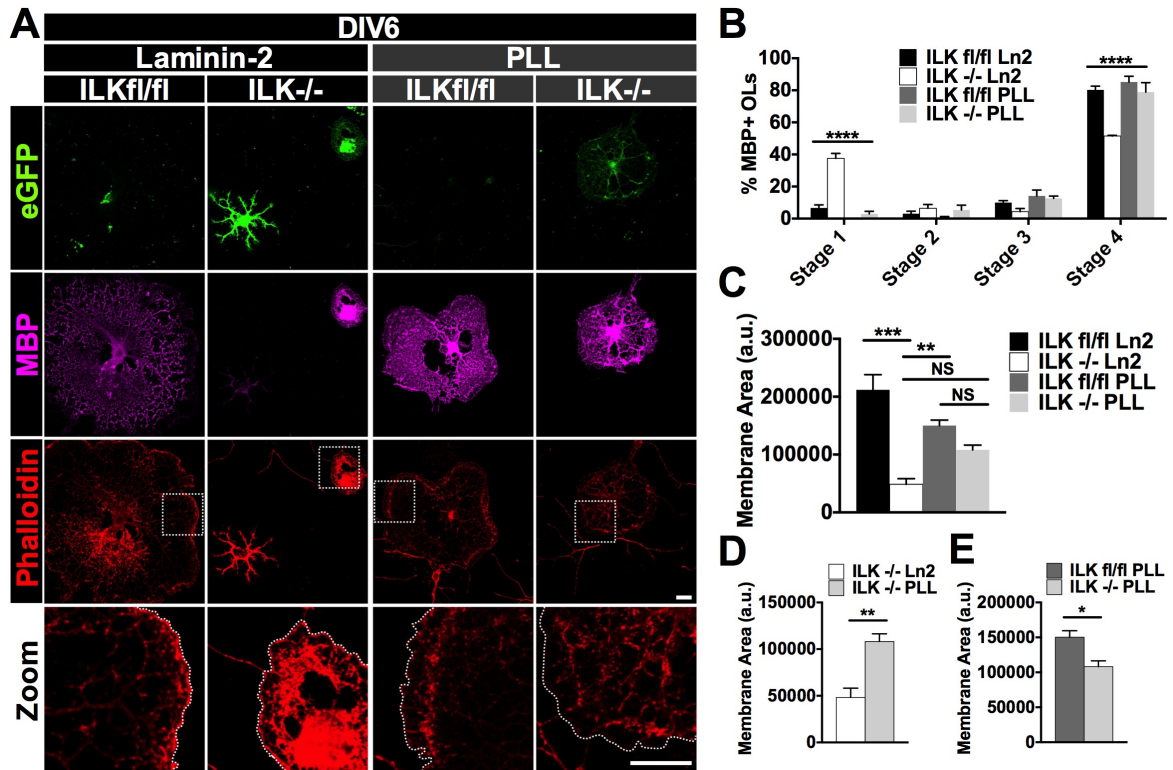 A
DIV6
Laminin-2
PLL
ILKfl/fl
ILK-/-
ILKfl/fl
ILK-/-
eGFP
MBP
Phalloidin
Zoom
B
% MBP+ OLs
100
80
60
40
20
0
****
****
ILK fl/fl Ln2
ILK -/- Ln2
ILK fl/fl PLL
ILK -/- PLL
Stage 1
Stage 2
Stage 3
Stage 4
C
Membrane Area (a.u.)
300000
200000
100000
0
***
**
NS
NS
ILK fl/fl Ln2
ILK -/- Ln2
ILK fl/fl PLL
ILK -/- PLL
D
ILK -/- Ln2
ILK -/- PLL
Membrane Area (a.u.)
150000
100000
50000
0
**
E
ILK fl/fl PLL
ILK -/- PLL
Membrane Area (a.u.)
200000
150000
100000
50000
0
*